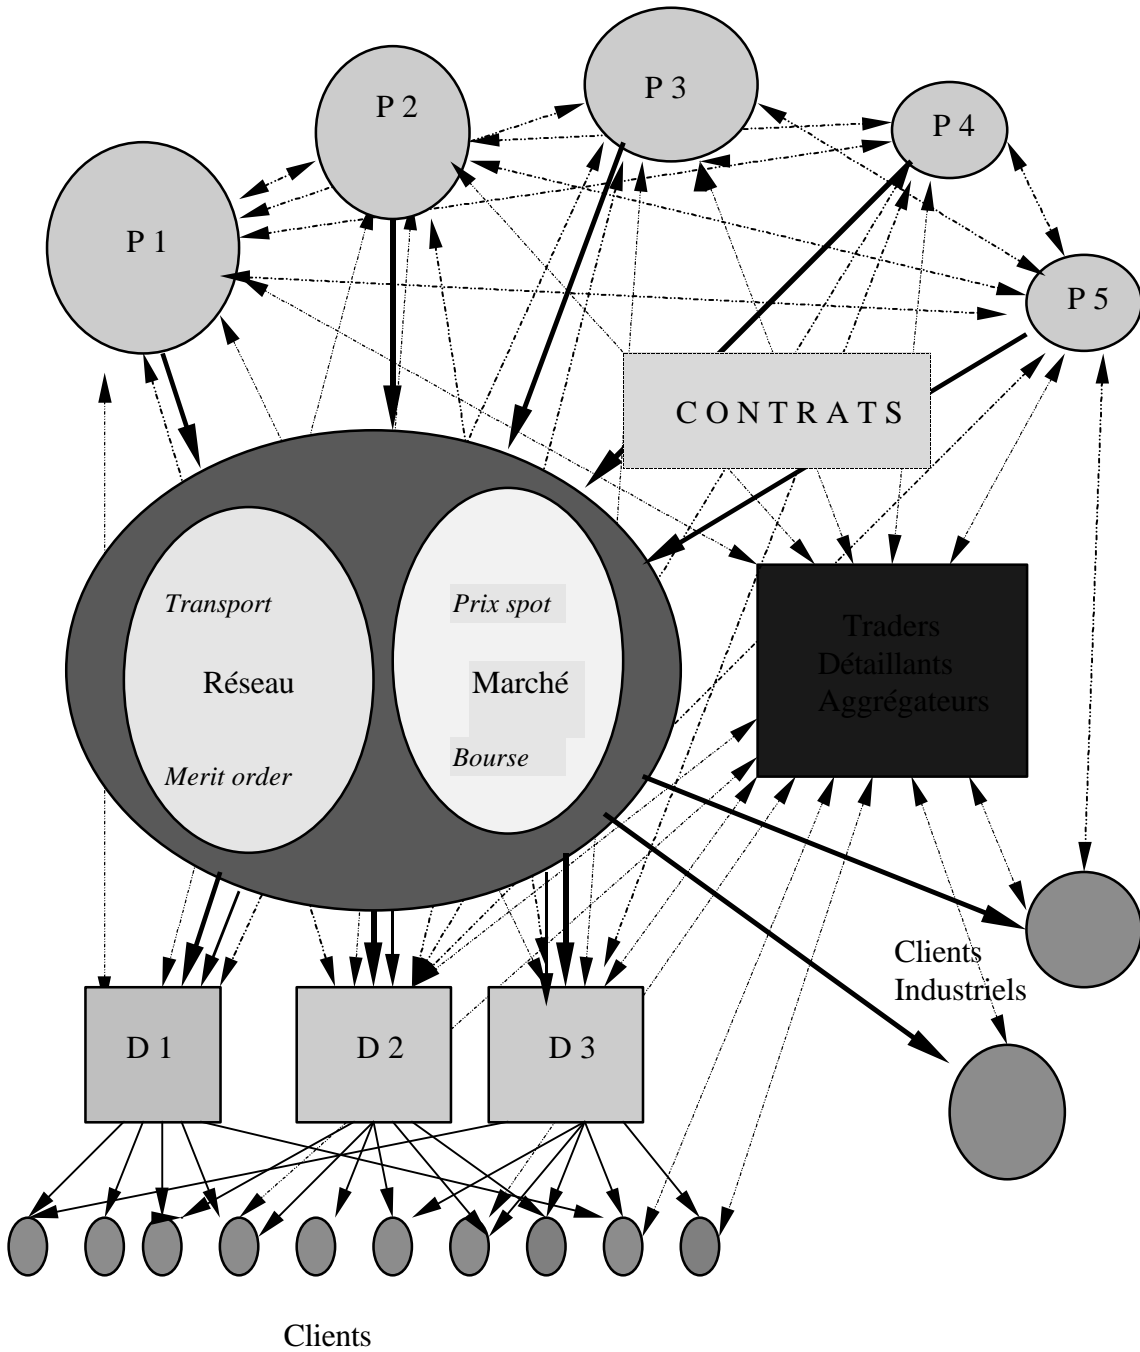 P 3
P 2
P 4
P 1
P 5
C O N T R A T S
Transport
Prix spot
Traders
Détaillants
Aggrégateurs
Réseau
Marché
Merit order
Bourse
Clients
Industriels
D 1
D 2
D 3
Clients